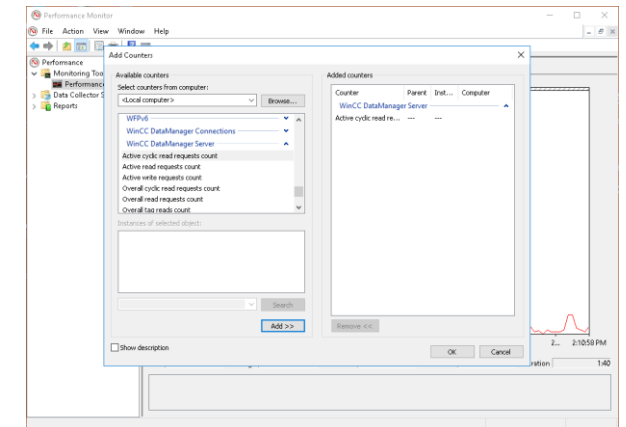 Performance Monitor
File Action View Window Help
Performance
Monitoring Too
Performance
Data Collector S
Reports
Add Counters
Available counters
Select counters from computer:
<Local computer>
Browse...
WFPv6
WinCC DataManager Connections
WinCC DataManager Server
Active cyclic read requests count
Active read requests count
Active write requests count
Overall cyclic read requests count
Overall read requests count
Overall tag reads count
Instances of selected object:
Search
Add >>
Show description
Added counters
Counter Parent Inst... Computer
WinCC DataManager Server
Active cyclic read re... --- ---
Remove <<
OK Cancel
2... 2:10:58 PM
ration 1:40